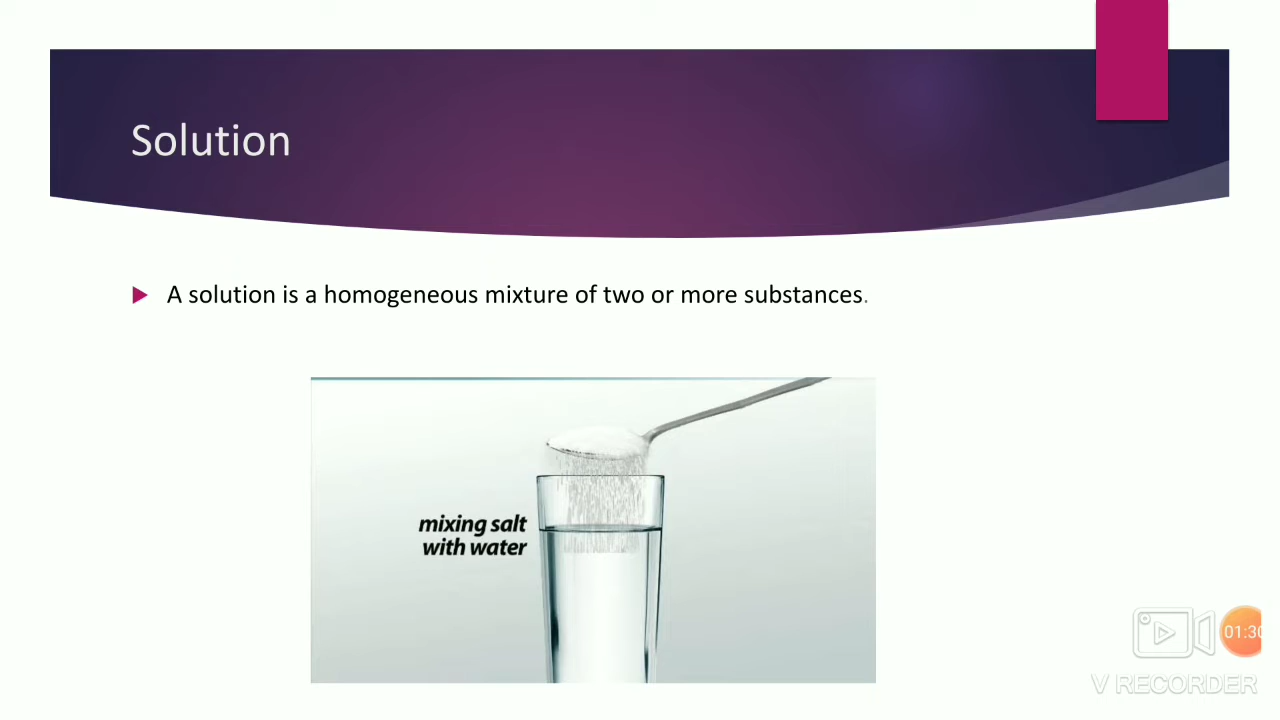 Solution
A solution is a homogeneous mixture of two or more substances.
mixing salt
with water
01:30
V RECORDER